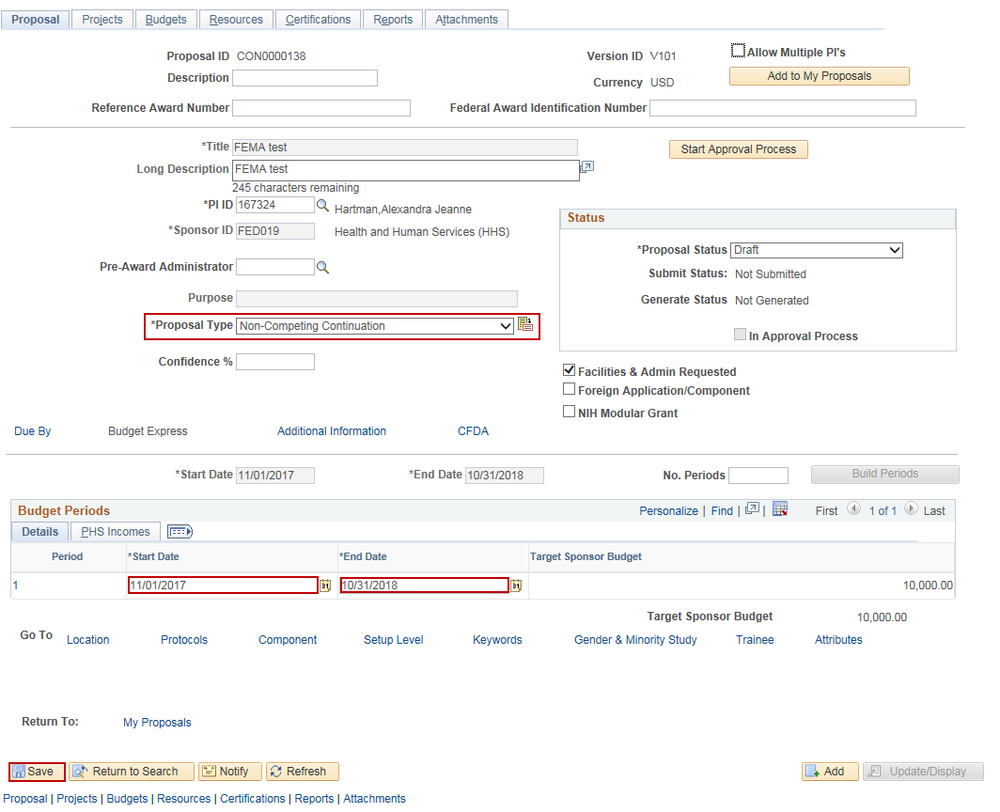 Proposal Projects Budgets Resources Certifications Reports Attachments
Proposal ID CON0000138 Version ID V101 Allow Multiple PI's
Description Currency USD Add to My Proposals
Reference Award Number Federal Award Identification Number
*Title FEMA test Start Approval Process
Long Description FEMA test
245 characters remaining
*PI ID 167324 Hartman,Alexandra Jeanne
Status
*Sponsor ID FED019 Health and Human Services (HHS)
*Proposal Status Draft
Pre-Award Administrator Submit Status: Not Submitted
Purpose Generate Status Not Generated
*Proposal Type Non-Competing Continuation
In Approval Process
Confidence %
Facilities & Admin Requested
Foreign Application/Component
NIH Modular Grant
Due By Budget Express Additional Information CFDA
*Start Date 11/01/2017 *End Date 10/31/2018 No. Periods Build Periods
Budget Periods Personalize | Find | | First 1 of 1 Last
Details PHS Incomes
Period *Start Date *End Date Target Sponsor Budget
1 11/01/2017 31 10/31/2018 31 10,000.00
Target Sponsor Budget 10,000.00
Go To Location Protocols Component Setup Level Keywords Gender & Minority Study Trainee Attributes
Return To: My Proposals
Save Return to Search Notify Refresh Add Update/Display
Proposal | Projects | Budgets | Resources | Certifications | Reports | Attachments